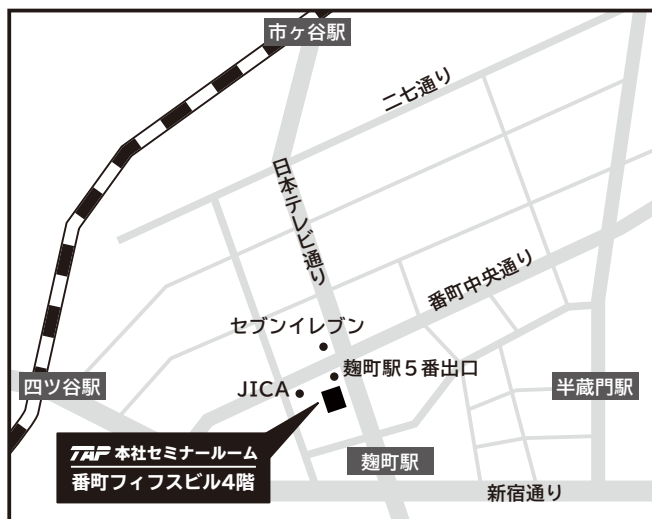 市ヶ谷駅
二七通り
日本テレビ通り
番町中央通り
セブンイレブン
麹町駅５番出口
JICA
四ツ谷駅
半蔵門駅
TAP 本社セミナールーム
番町フィフスビル4階
麹町駅
新宿通り